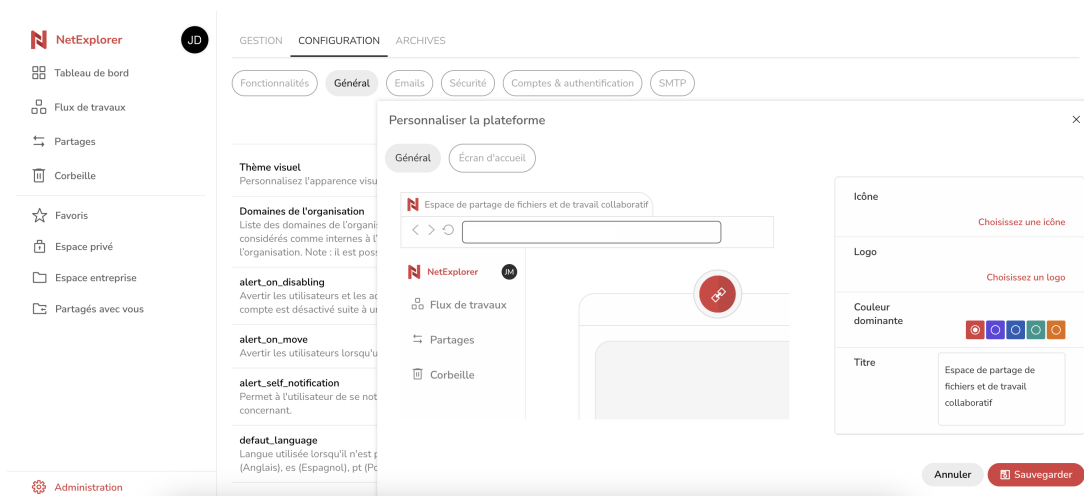 NetExplorer
JD
Tableau de bord
Flux de travaux
Partages
Corbeille
Favoris
Espace privé
Espace entreprise
Partagés avec vous
Administration
GESTION CONFIGURATION ARCHIVES
Fonctionnalités Général Emails Sécurité Comptes & authentification SMTP
Thème visuel
Personnalisez l'apparence visu
Domaines de l'organisation
Liste des domaines de l'organi
considérés comme internes à l'
l'organisation. Note : il est pos
alert_on_disabling
Avertir les utilisateurs et les ad
compte est désactivé suite à u
alert_on_move
Avertir les utilisateurs lorsqu'u
alert_self_notification
Permet à l'utilisateur de se not
concernant.
defaut_language
Langue utilisée lorsqu'il n'est p
(Anglais), es (Espagnol), pt (Po
Personnaliser la plateforme
Général Écran d'accueil
Espace de partage de fichiers et de travail collaboratif
NetExplorer
JM
Flux de travaux
Partages
Corbeille
Icône
Choisissez une icône
Logo
Choisissez un logo
Couleur
dominante
Titre
Espace de partage de
fichiers et de travail
collaboratif
Annuler Sauvegarder